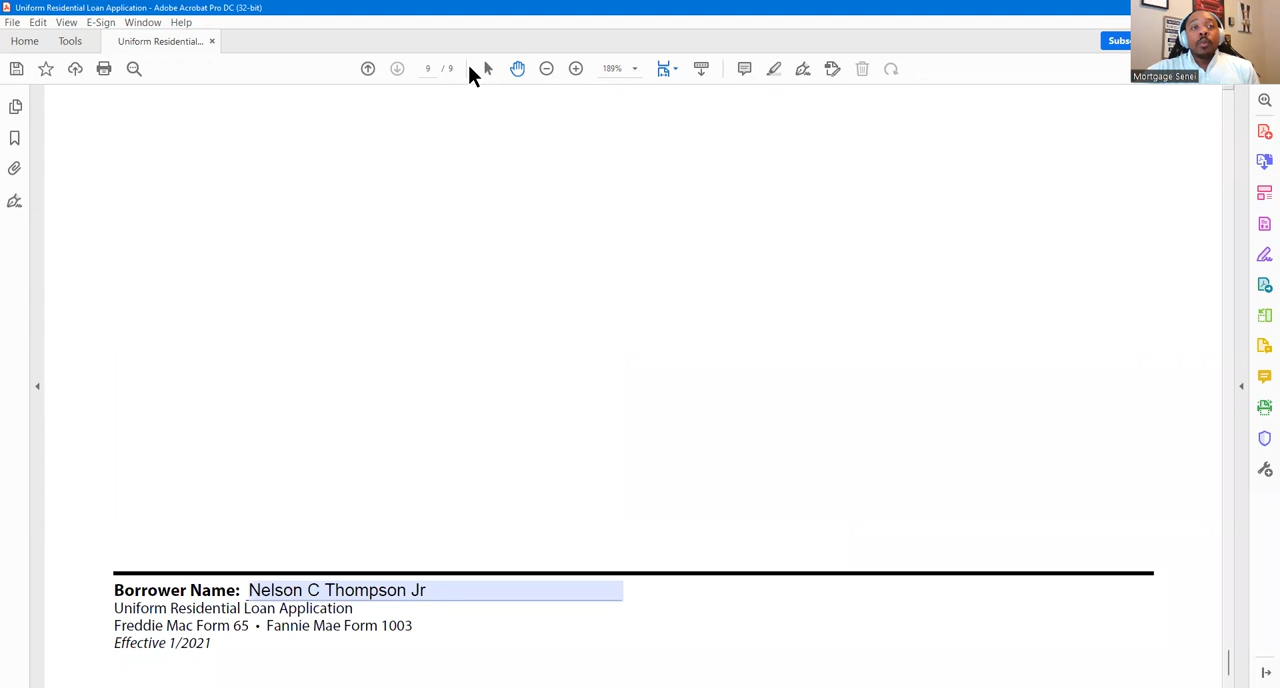 Uniform Residential Loan Application - Adobe Acrobat Pro DC (32-bit)
File Edit View E-Sign Window Help
Home Tools Uniform Residential... ×
Subs
9 / 9 189%
Mortgage Sensei
Borrower Name: Nelson C Thompson Jr
Uniform Residential Loan Application
Freddie Mac Form 65 • Fannie Mae Form 1003
Effective 1/2021